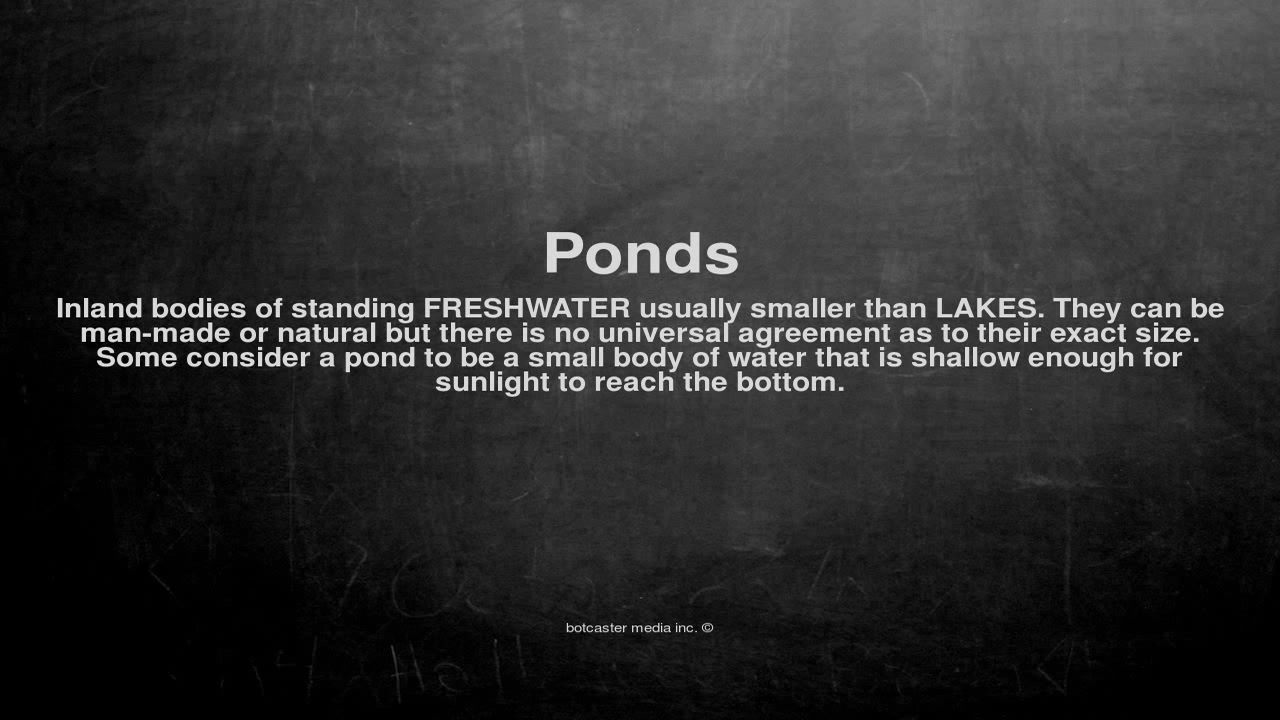 Ponds
Inland bodies of standing FRESHWATER usually smaller than LAKES. They can be
man-made or natural but there is no universal agreement as to their exact size.
Some consider a pond to be a small body of water that is shallow enough for
sunlight to reach the bottom.
botcaster media inc. ©